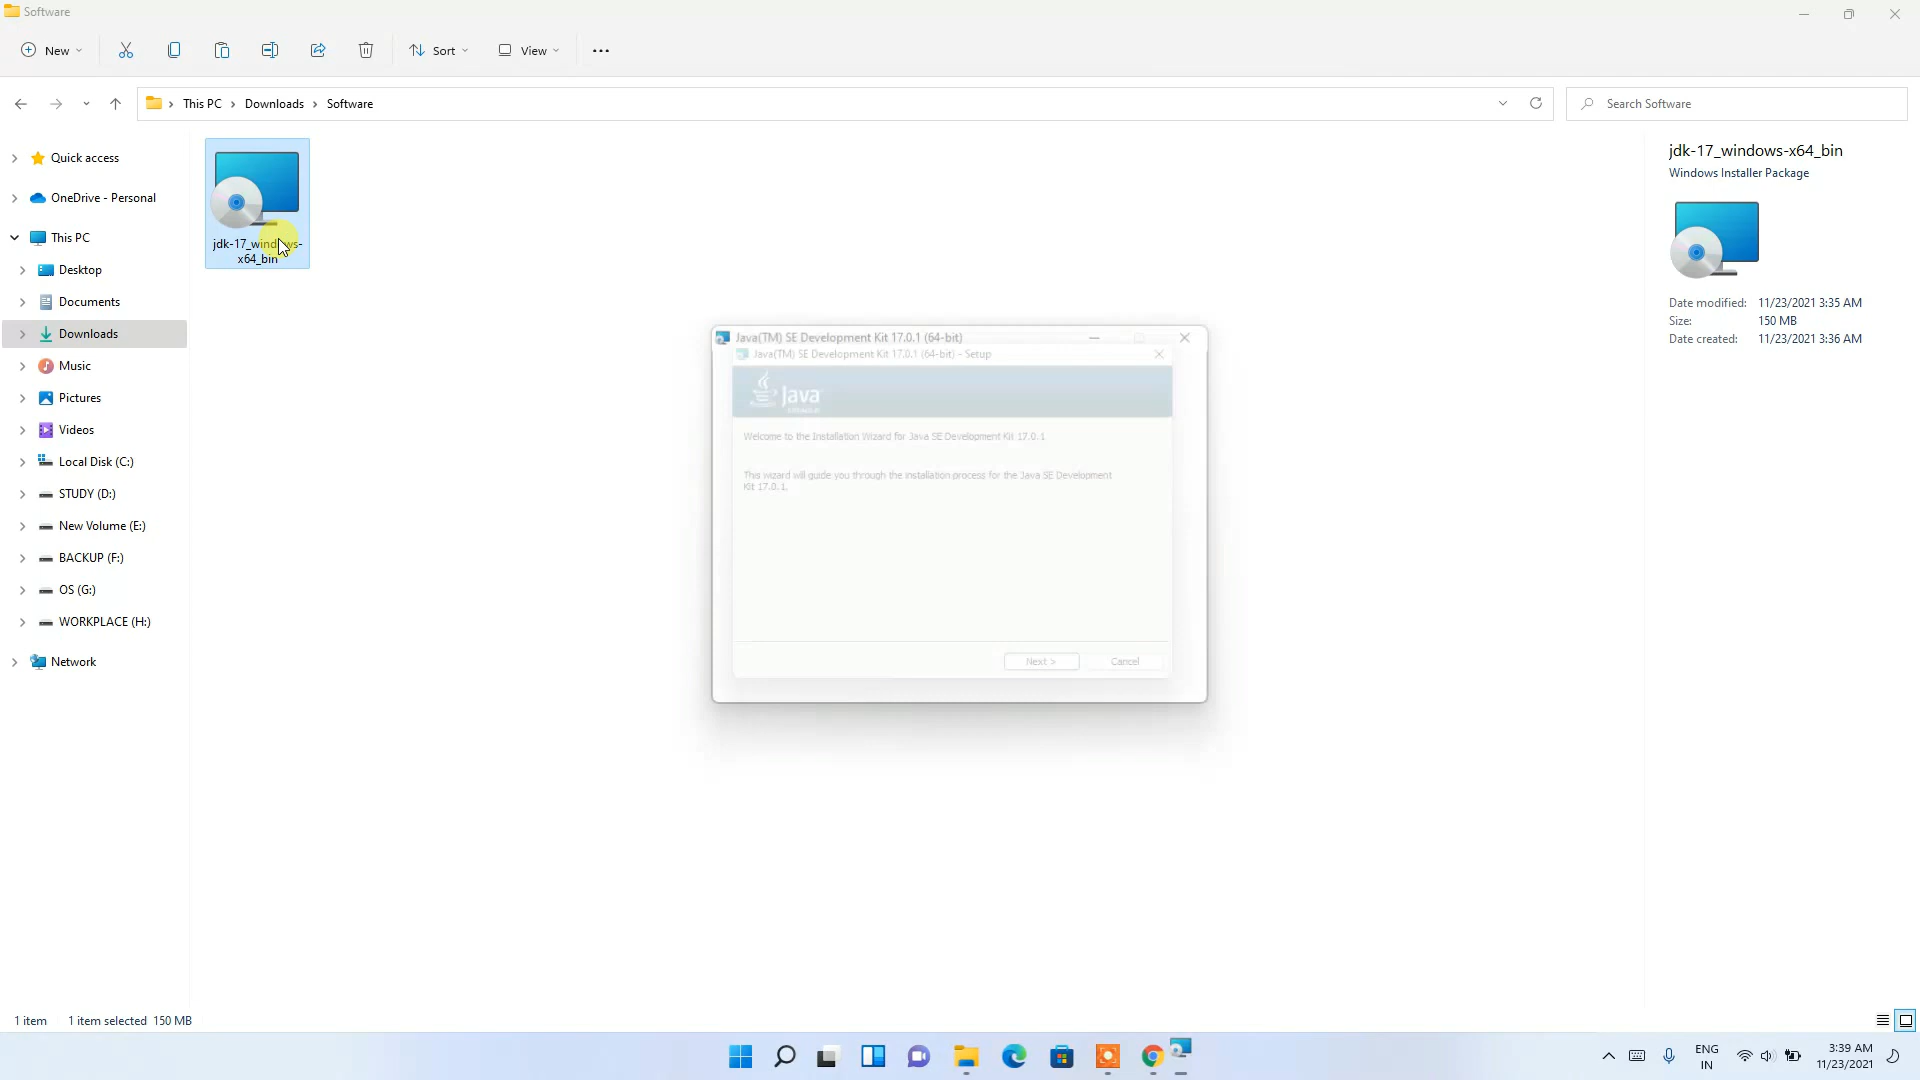 Software
New
Sort
View
This PC
Downloads
Software
Search Software
Quick access
OneDrive - Personal
This PC
Desktop
Documents
Downloads
Music
Pictures
Videos
Local Disk (C:)
STUDY (D:)
New Volume (E:)
BACKUP (F:)
OS (G:)
WORKPLACE (H:)
Network
jdk-17_windows-
x64_bin
Java(TM) SE Development Kit 17.0.1 (64-bit)
Java(TM) SE Development Kit 17.0.1 (64-bit) - Setup
Java
Welcome to the Installation Wizard for Java SE Development Kit 17.0.1
This wizard will guide you through the installation process for the Java SE Development
Kit 17.0.1.
Next >
Cancel
jdk-17_windows-x64_bin
Windows Installer Package
Date modified: 11/23/2021 3:35 AM
Size: 150 MB
Date created: 11/23/2021 3:36 AM
1 item
1 item selected 150 MB
ENG
IN
3:39 AM
11/23/2021